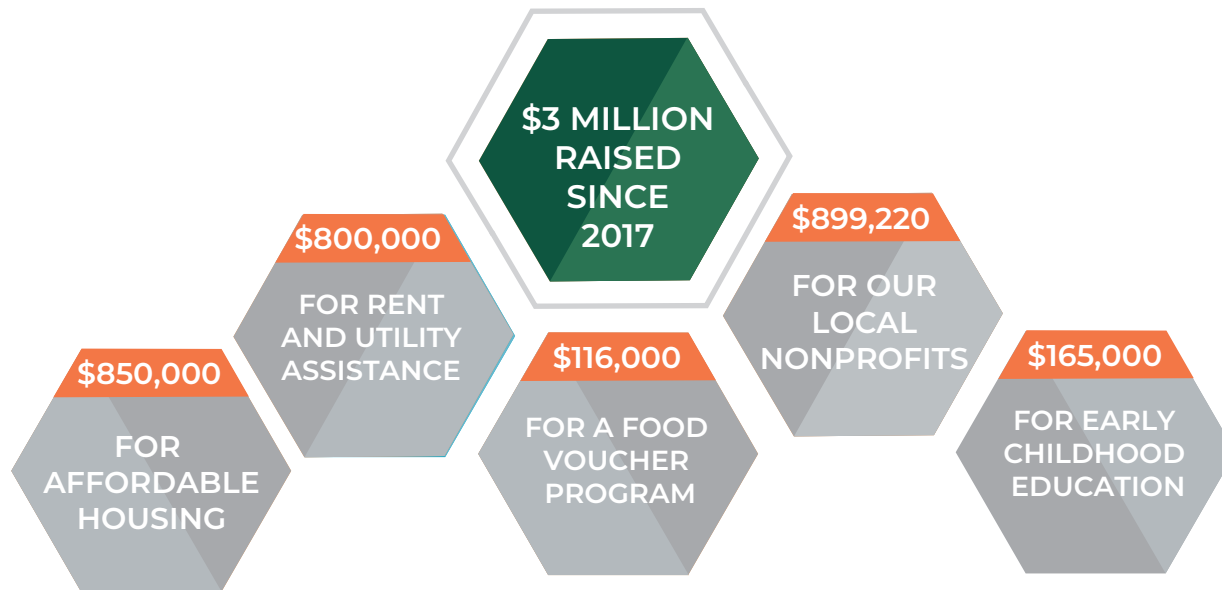 $3 MILLION
RAISED
SINCE
2017
$850,000
FOR
AFFORDABLE
HOUSING
$800,000
FOR RENT
AND UTILITY
ASSISTANCE
$116,000
FOR A FOOD
VOUCHER
PROGRAM
$899,220
FOR OUR
LOCAL
NONPROFITS
$165,000
FOR EARLY
CHILDHOOD
EDUCATION